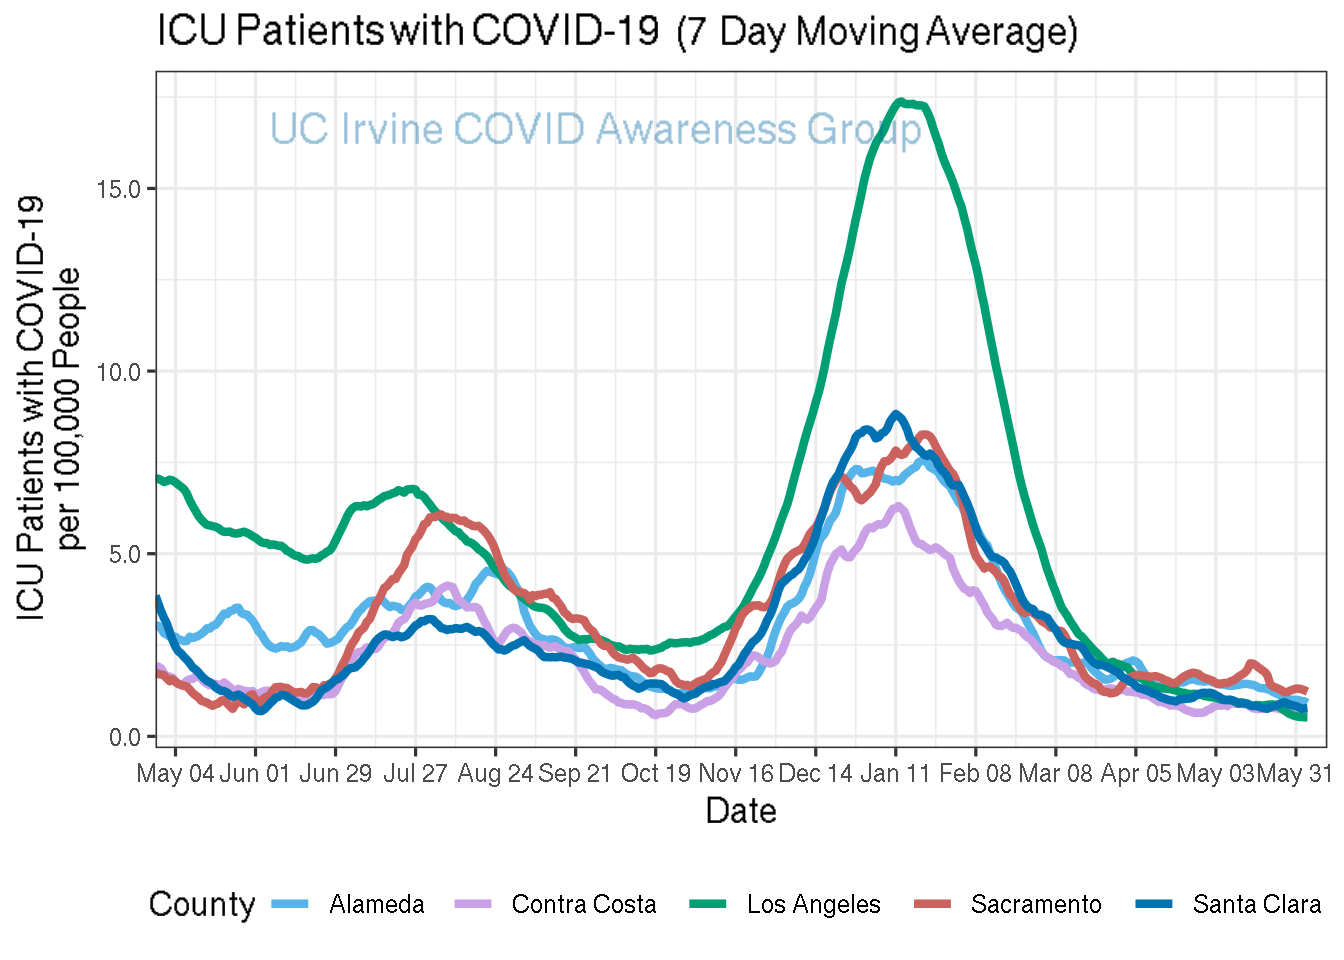 ICU Patients with COVID-19 (7 Day Moving Average)
UC Irvine COVID Awareness Group
ICU Patients with COVID-19
per 100,000 People
15.0
10.0
5.0
0.0
May 04 Jun 01 Jun 29 Jul 27 Aug 24 Sep 21 Oct 19 Nov 16 Dec 14 Jan 11 Feb 08 Mar 08 Apr 05 May 03 May 31
Date
County Alameda Contra Costa Los Angeles Sacramento Santa Clara